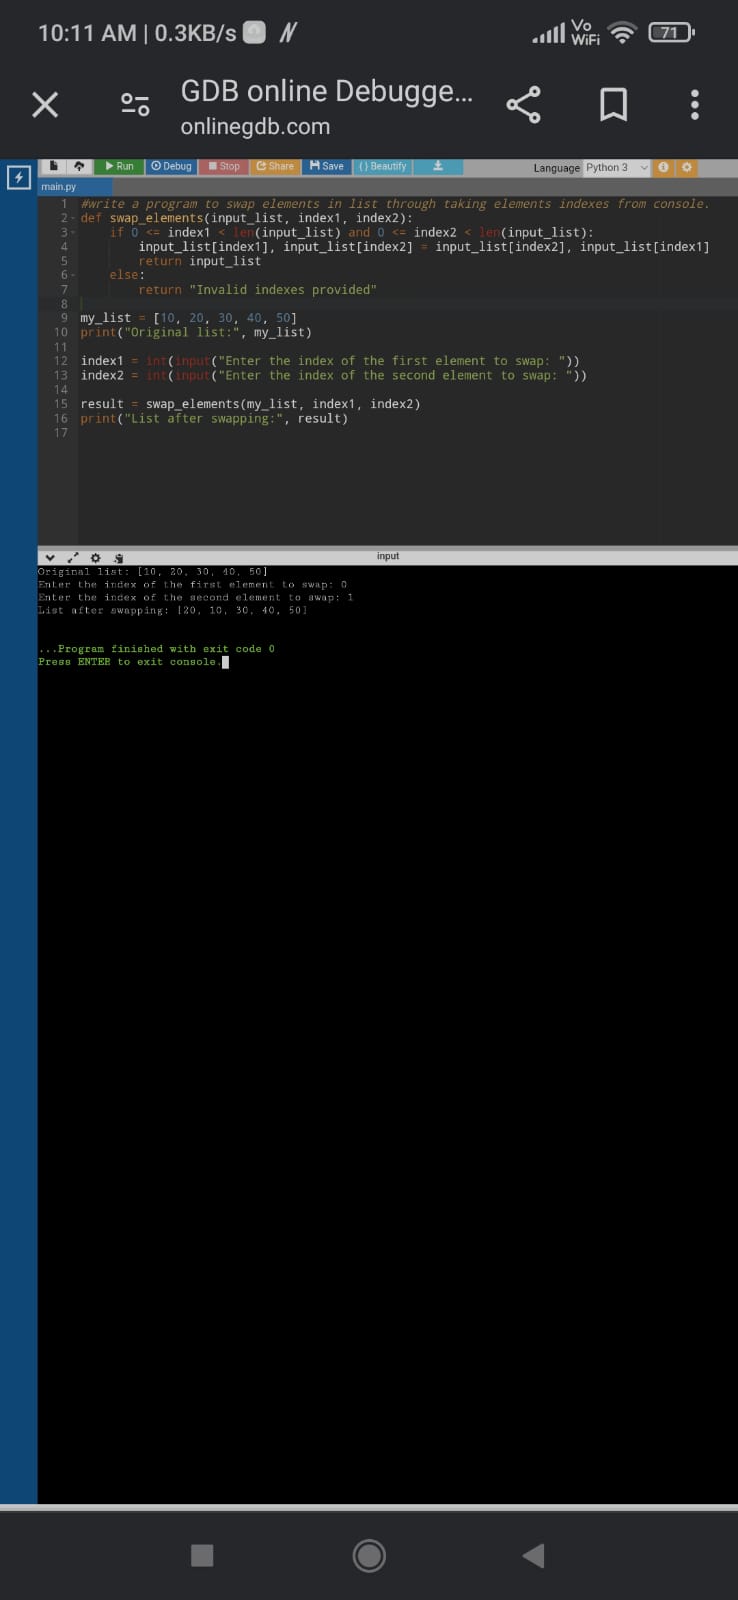 10:11 AM | 0.3KB/s
Vo
WiFi
71
GDB online Debugge...
onlinegdb.com
Run Debug Stop Share Save {} Beautify
Language Python 3
main.py
1 #write a program to swap elements in list through taking elements indexes from console.
2 def swap_elements(input_list, index1, index2):
3     if 0 <= index1 < len(input_list) and 0 <= index2 < len(input_list):
4         input_list[index1], input_list[index2] = input_list[index2], input_list[index1]
5         return input_list
6     else:
7         return "Invalid indexes provided"
8
9 my_list = [10, 20, 30, 40, 50]
10 print("Original list:", my_list)
11
12 index1 = int(input("Enter the index of the first element to swap: "))
13 index2 = int(input("Enter the index of the second element to swap: "))
14
15 result = swap_elements(my_list, index1, index2)
16 print("List after swapping:", result)
17
input
Original list: [10, 20, 30, 40, 50]
Enter the index of the first element to swap: 0
Enter the index of the second element to swap: 1
List after swapping: [20, 10, 30, 40, 50]
...Program finished with exit code 0
Press ENTER to exit console.